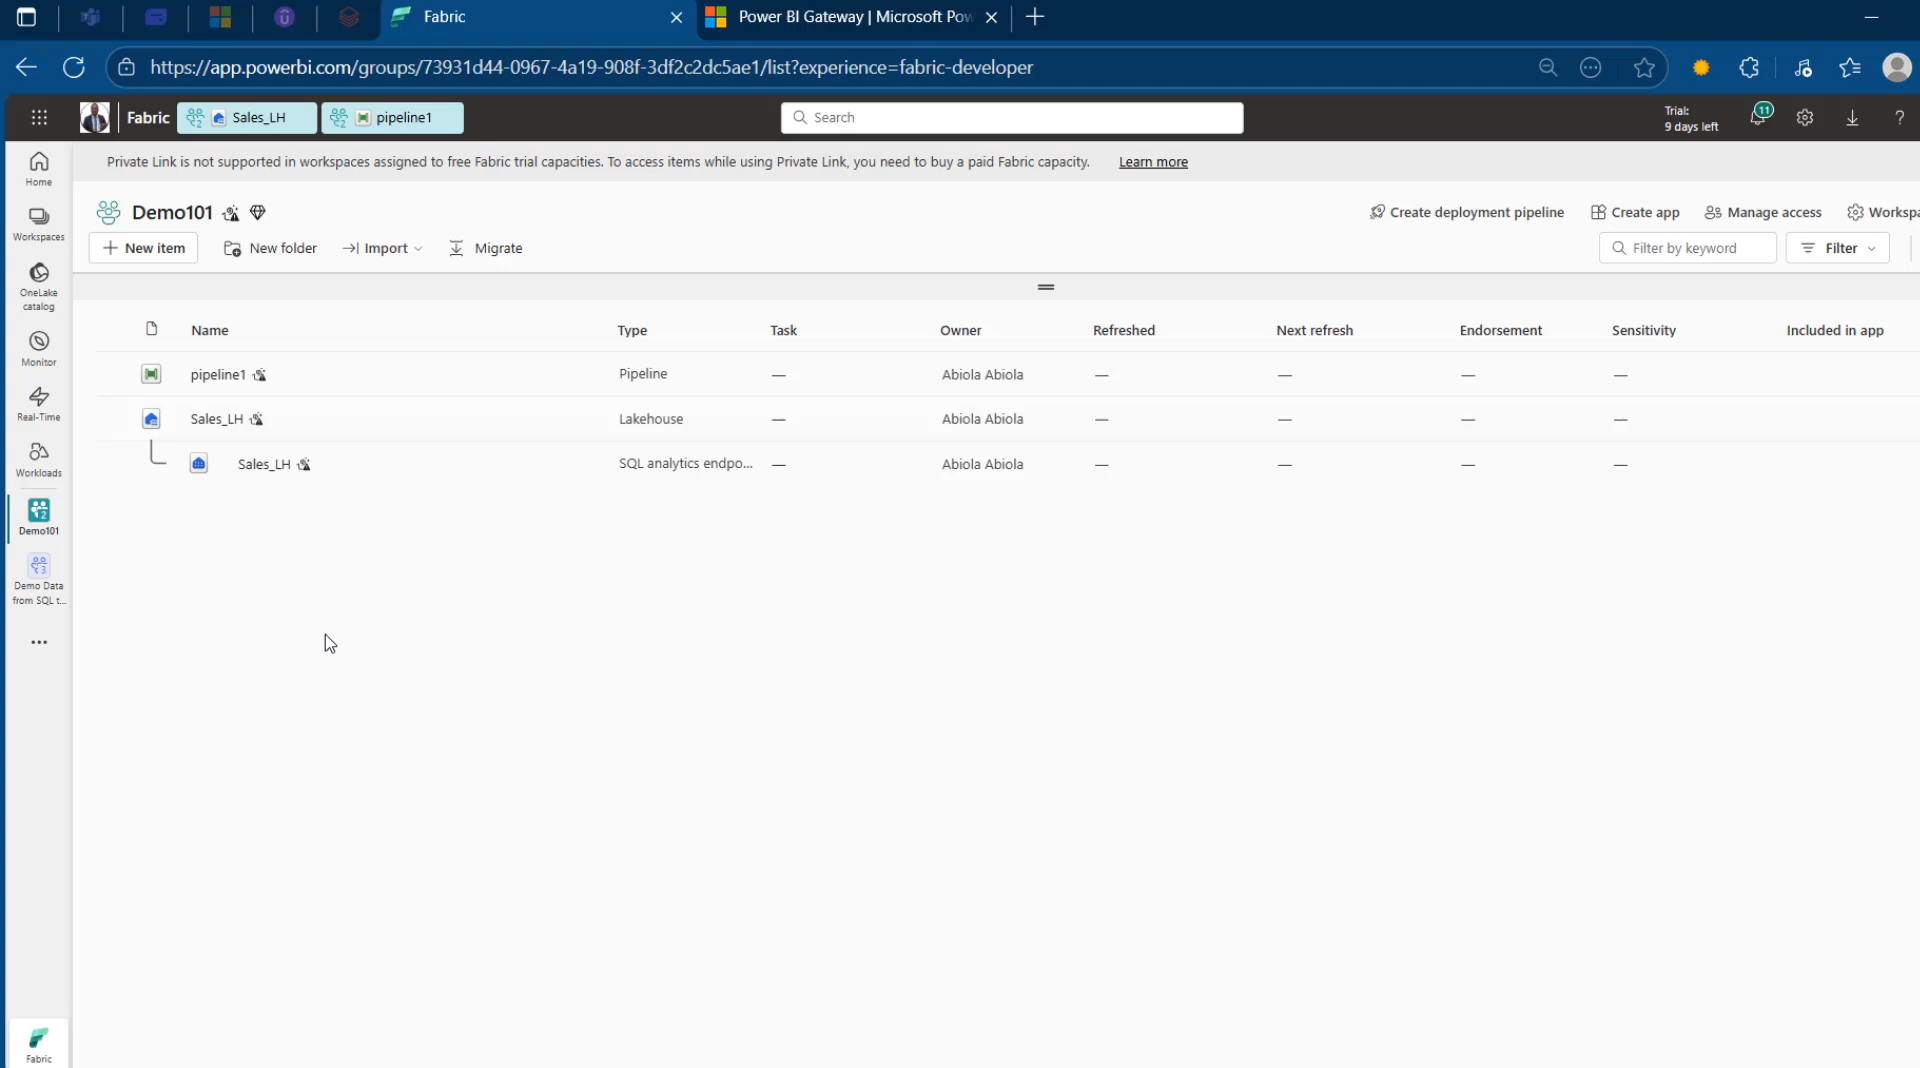 Fabric
Power BI Gateway | Microsoft Pow
https://app.powerbi.com/groups/73931d44-0967-4a19-908f-3df2c2dc5ae1/list?experience=fabric-developer
Fabric
Sales_LH
pipeline1
Search
Trial:
9 days left
11
?
Private Link is not supported in workspaces assigned to free Fabric trial capacities. To access items while using Private Link, you need to buy a paid Fabric capacity.
Learn more
Home
Workspaces
OneLake
catalog
Monitor
Real-Time
Workloads
Demo101
Demo Data
from SQL t...
Fabric
Demo101
Create deployment pipeline
Create app
Manage access
Workspa
New item
New folder
Import
Migrate
Filter by keyword
Filter
Name Type Task Owner Refreshed Next refresh Endorsement Sensitivity Included in app
pipeline1 Pipeline — Abiola Abiola — — — —
Sales_LH Lakehouse — Abiola Abiola — — — —
Sales_LH SQL analytics endpo... — Abiola Abiola — — — —